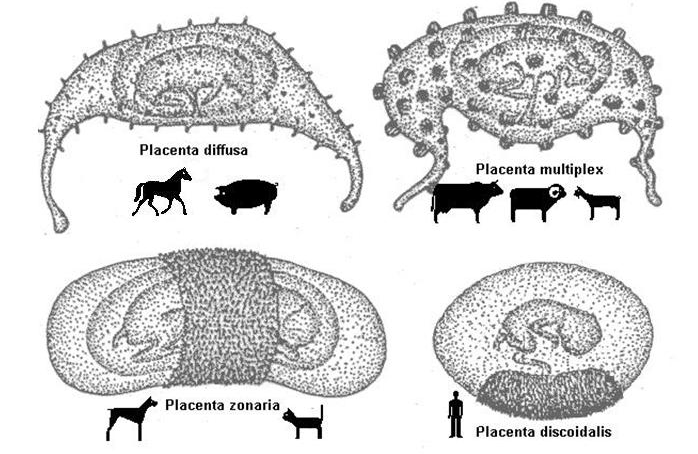 Placenta diffusa
Placenta multiplex
Placenta zonaria
Placenta discoidalis